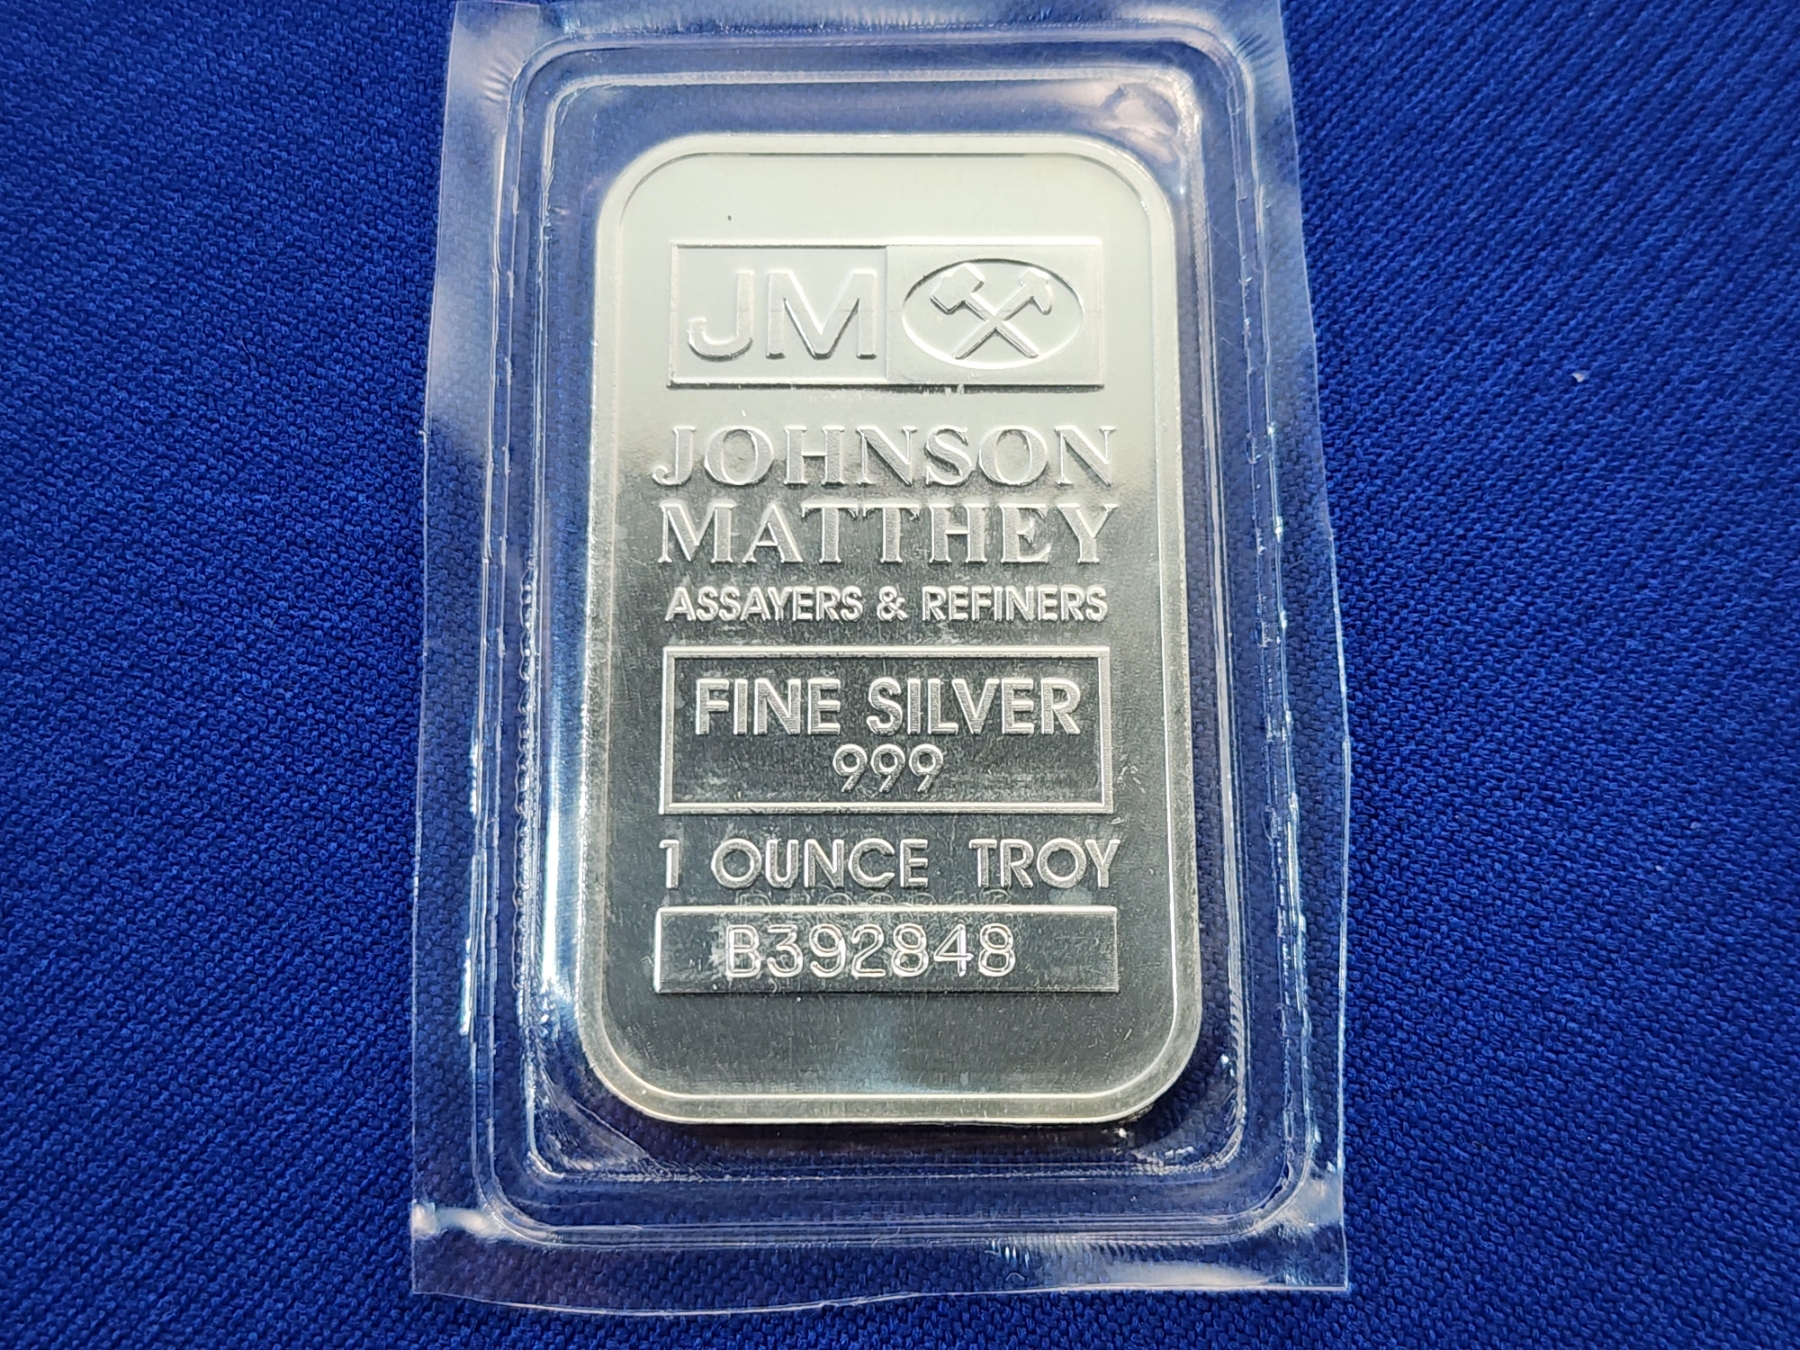 JM
JOHNSON
MATTHEY
ASSAYERS & REFINERS
FINE SILVER
999
1 OUNCE TROY
B392848